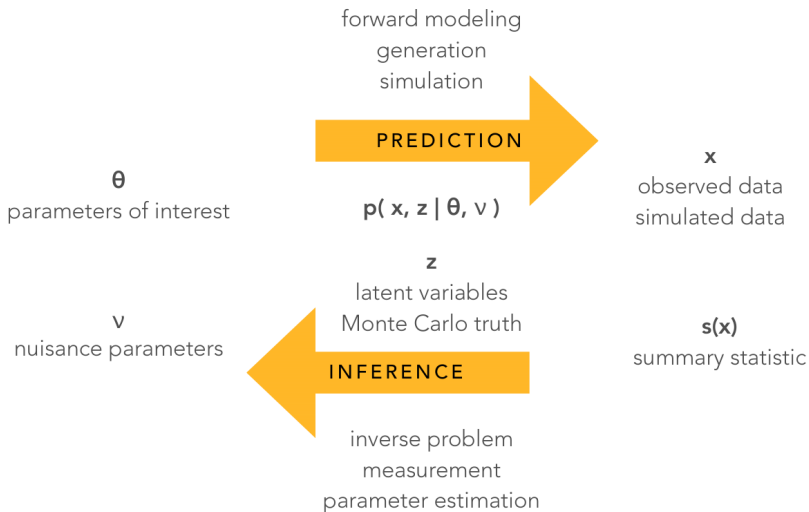 forward modeling
generation
simulation
PREDICTION
θ
parameters of interest
p( x, z | θ, ν )
x
observed data
simulated data
z
latent variables
Monte Carlo truth
ν
nuisance parameters
s(x)
summary statistic
INFERENCE
inverse problem
measurement
parameter estimation